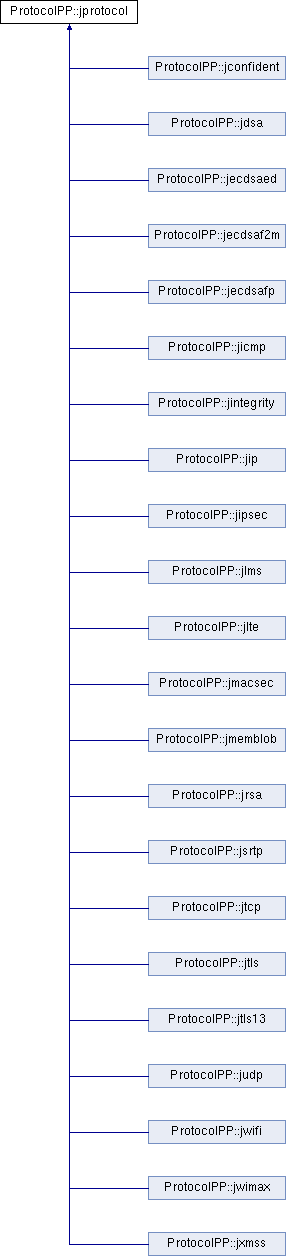 ProtocolPP::jprotocol
ProtocolPP::jconfident
ProtocolPP::jdsa
ProtocolPP::jecdsaed
ProtocolPP::jecdsaf2m
ProtocolPP::jecdsafp
ProtocolPP::jicmp
ProtocolPP::jintegrity
ProtocolPP::jip
ProtocolPP::jipsec
ProtocolPP::jlms
ProtocolPP::jlte
ProtocolPP::jmacsec
ProtocolPP::jmemblob
ProtocolPP::jrsa
ProtocolPP::jsrtp
ProtocolPP::jtcp
ProtocolPP::jtls
ProtocolPP::jtls13
ProtocolPP::judp
ProtocolPP::jwifi
ProtocolPP::jwimax
ProtocolPP::jxmss